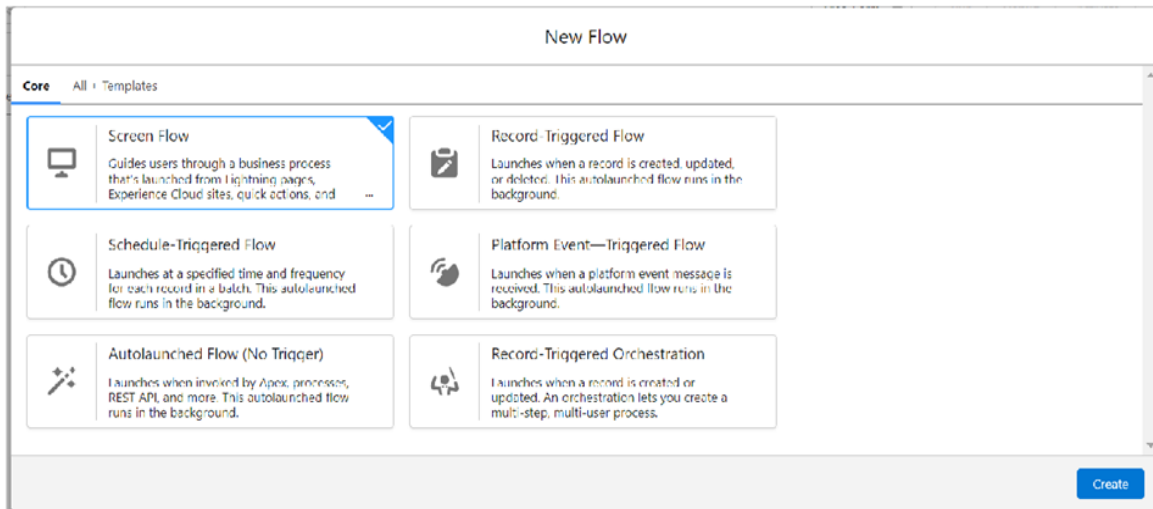 New Flow
Core All + Templates
Screen Flow
Guides users through a business process
that's launched from Lightning pages,
Experience Cloud sites, quick actions, and ...
Record-Triggered Flow
Launches when a record is created, updated,
or deleted. This autolaunched flow runs in the
background.
Schedule-Triggered Flow
Launches at a specified time and frequency
for each record in a batch. This autolaunched
flow runs in the background.
Platform Event—Triggered Flow
Launches when a platform event message is
received. This autolaunched flow runs in the
background.
Autolaunched Flow (No Trigger)
Launches when invoked by Apex, processes,
REST API, and more. This autolaunched flow
runs in the background.
Record-Triggered Orchestration
Launches when a record is created or
updated. An orchestration lets you create a
multi-step, multi-user process.
Create